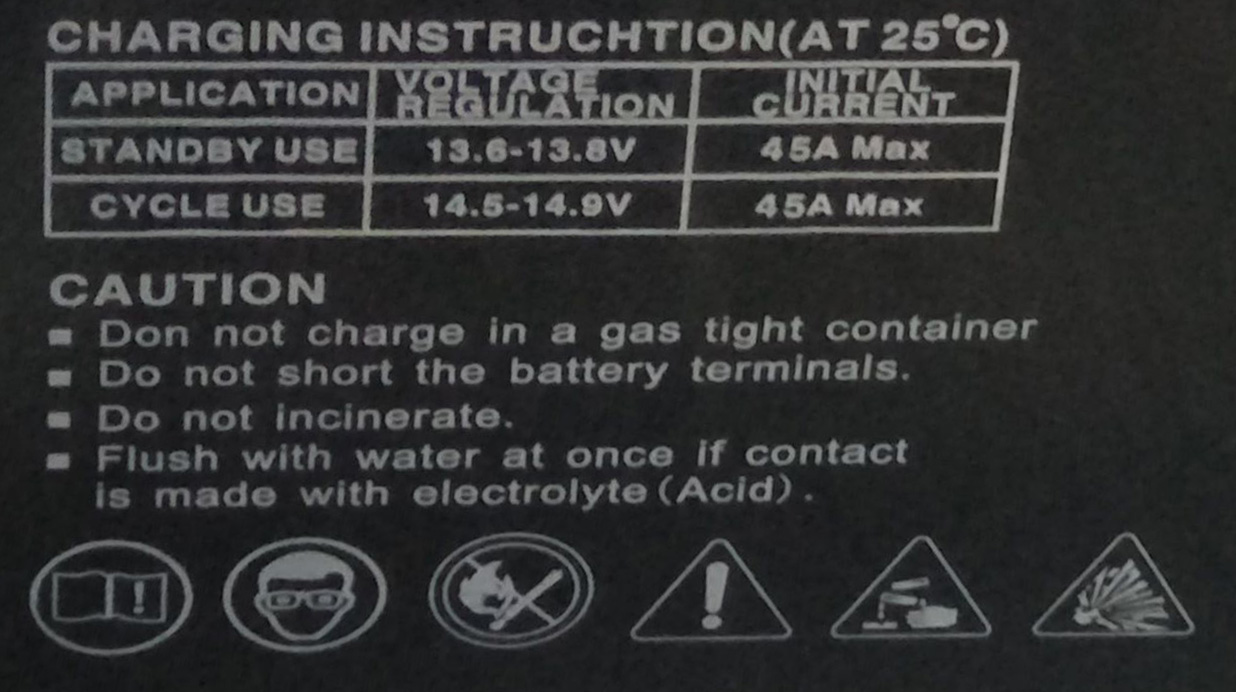 CHARGING INSTRUCHTION(AT 25°C)
APPLICATION VOLTAGE REGULATION INITIAL CURRENT
STANDBY USE 13.6-13.8V 45A Max
CYCLE USE 14.5-14.9V 45A Max
CAUTION
Don not charge in a gas tight container
Do not short the battery terminals.
Do not incinerate.
Flush with water at once if contact
is made with electrolyte(Acid).